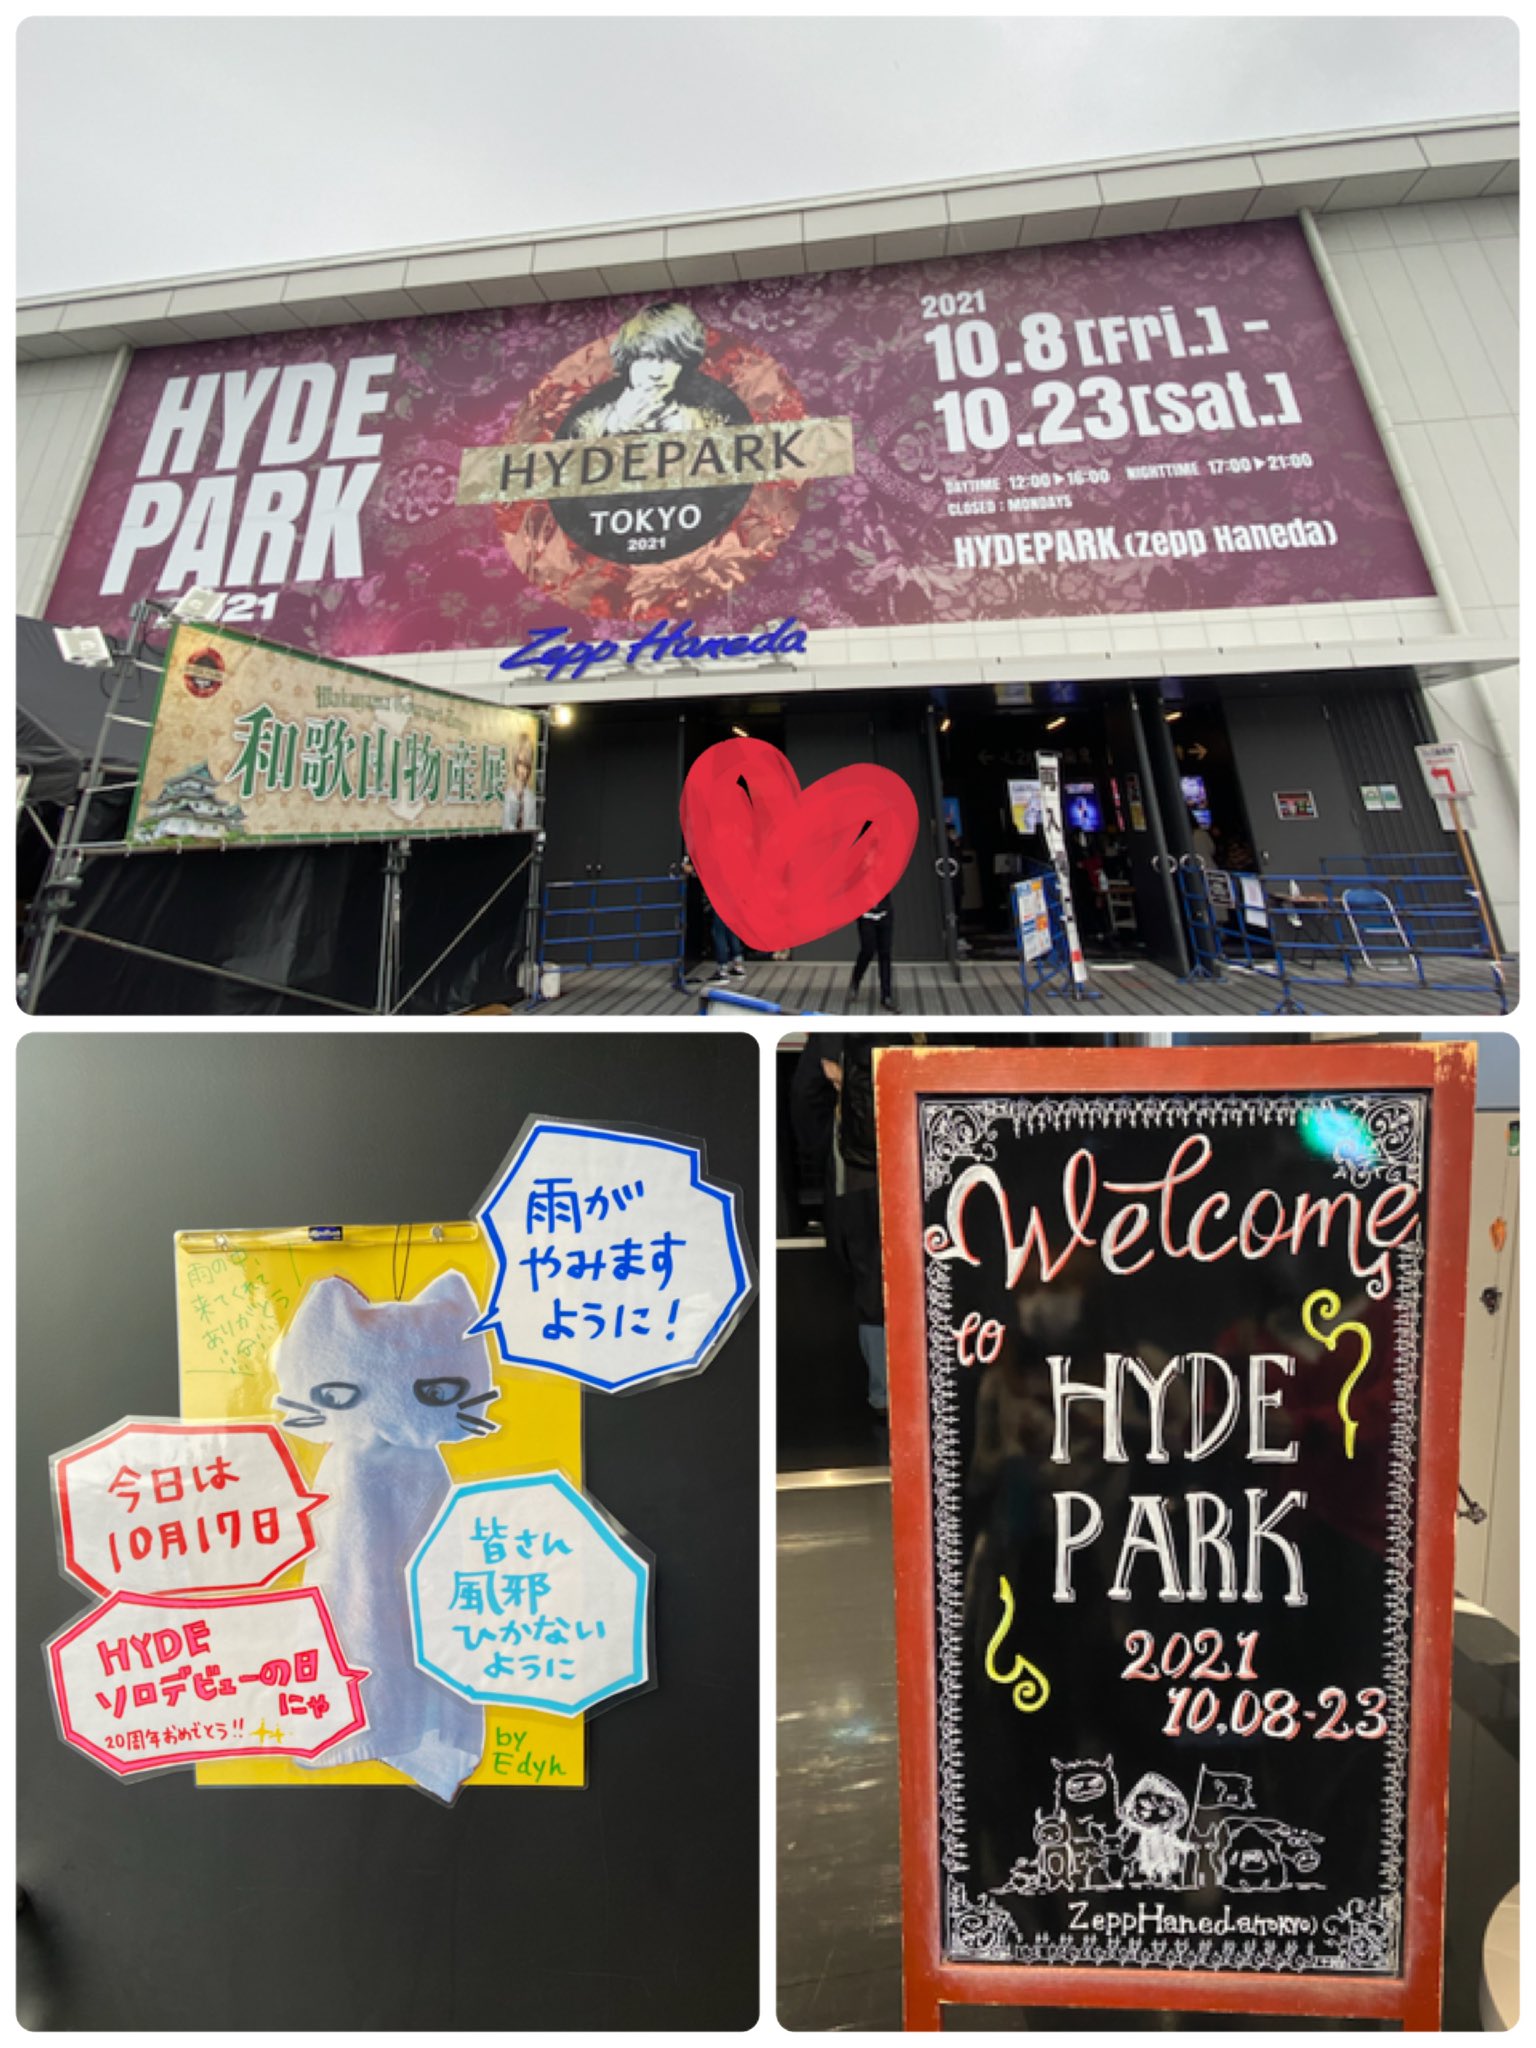 HYDE
PARK
2021
HYDEPARK
TOKYO
2021
2021
10.8[Fri.]-
10.23[Sat.]
DAYTIME 12:00▶16:00 NIGHTTIME 17:00▶21:00
CLOSED : MONDAYS
HYDEPARK (Zepp Haneda)
Zepp Haneda
和歌山物産展
雨が
やみます
ように!
雨の中、
来てくれて
ありがとう
今日は
10月17日
皆さん
風邪
ひかない
ように
HYDE
ソロデビューの日
にゃ
20周年おめでとう!!
by
Edyh
Welcome
to
HYDE
PARK
2021
10.08-23
ZeppHaneda(TOKYO)